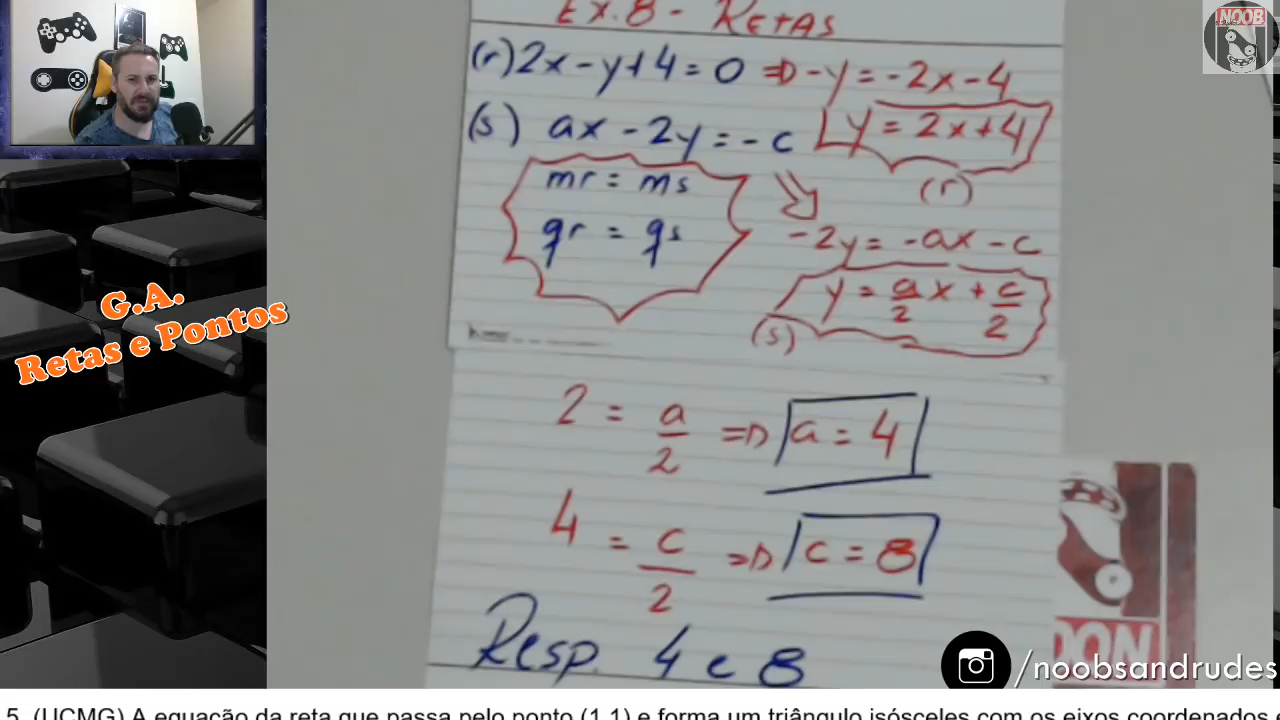 Ex. 8 - Retas
(r) 2x - y + 4 = 0 => -y = -2x - 4
y = 2x + 4
(r)
(s) ax - 2y = -c
mr = ms
qr = qs
-2y = -ax - c
y = a/2 x + c/2
(s)
2 = a/2 => a = 4
4 = c/2 => c = 8
Resp. 4 e 8
G.A.
Retas e Pontos
NOOB
DON
/noobsandrudes
5. (UCMG) A equação da reta que passa pelo ponto (1,1) e forma um triângulo isósceles com os eixos coordenados